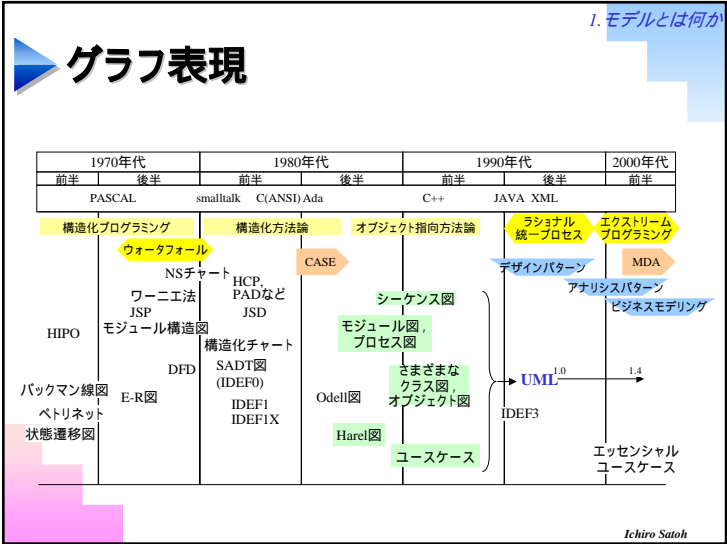 1.モデルとは何か
グラフ表現
1970年代 1980年代 1990年代 2000年代
前半 後半 前半 後半 前半 後半 前半
PASCAL smalltalk C(ANSI) Ada C++ JAVA XML
構造化プログラミング 構造化方法論 オブジェクト指向方法論
ラショナル
統一プロセス
エクストリーム
プログラミング
ウォータフォール
CASE
MDA
NSチャート
HCP,
PADなど
JSD
デザインパターン
アナリシスパターン
ビジネスモデリング
ワーニエ法
JSP
モジュール構造図
シーケンス図
HIPO
モジュール図,
プロセス図
構造化チャート
DFD
SADT図
(IDEF0)
さまざまな
クラス図,
オブジェクト図
UML 1.0 1.4
バックマン線図
E-R図
ペトリネット
IDEF1
IDEF1X
Odell図
IDEF3
状態遷移図
Harel図
ユースケース
エッセンシャル
ユースケース
Ichiro Satoh